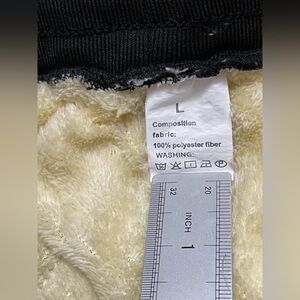 L
Composition
fabric:
100% polyester fiber
WASHING:
32
20
INCH
1